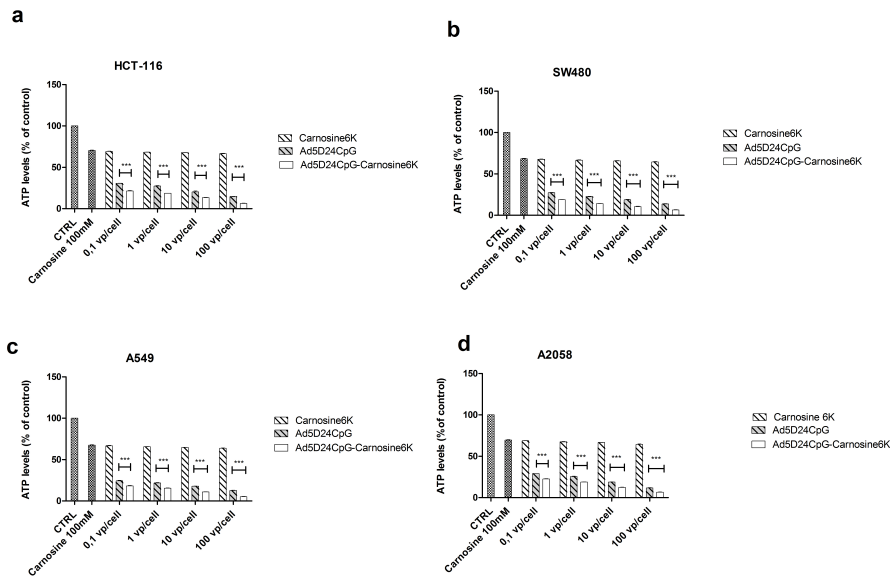 a
HCT-116
ATP levels (% of control)
150
100
50
0
CTRL
Carnosine 100mM
0,1 vp/cell
1 vp/cell
10 vp/cell
100 vp/cell
***
***
***
***
Carnosine6K
Ad5D24CpG
Ad5D24CpG-Carnosine6K
b
SW480
ATP levels (% of control)
150
100
50
0
CTRL
Carnosine 100mM
0,1 vp/cell
1 vp/cell
10 vp/cell
100 vp/cell
***
***
***
***
Carnosine6K
Ad5D24CpG
Ad5D24CpG-Carnosine6K
c
A549
ATP levels (% of control)
150
100
50
0
CTRL
Carnosine 100mM
0,1 vp/cell
1 vp/cell
10 vp/cell
100 vp/cell
***
***
***
***
Carnosine6K
Ad5D24CpG
Ad5D24CpG-Carnosine6K
d
A2058
ATP levels (%of control)
150
100
50
0
CTRL
Carnosine 100mM
0,1 vp/cell
1 vp/cell
10 vp/cell
100 vp/cell
***
***
***
***
Carnosine 6K
Ad5D24CpG
Ad5D24CpG-Carnosine6K